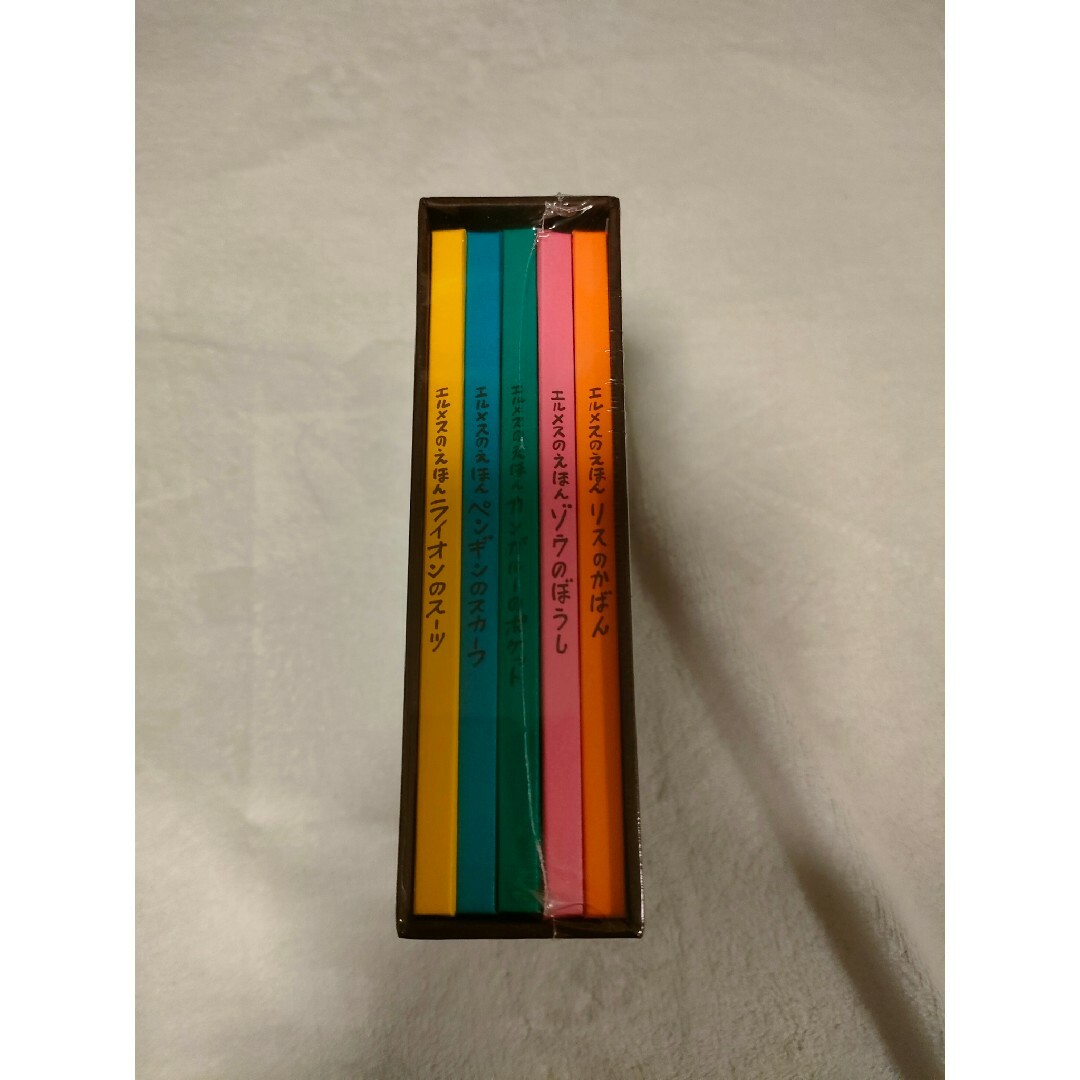 エルメスのえほん ライオンのスーツ
エルメスのえほん ペンギンのスカーフ
エルメスのえほん カンガルーのポケット
エルメスのえほん ゾウのぼうし
エルメスのえほん リスのかばん